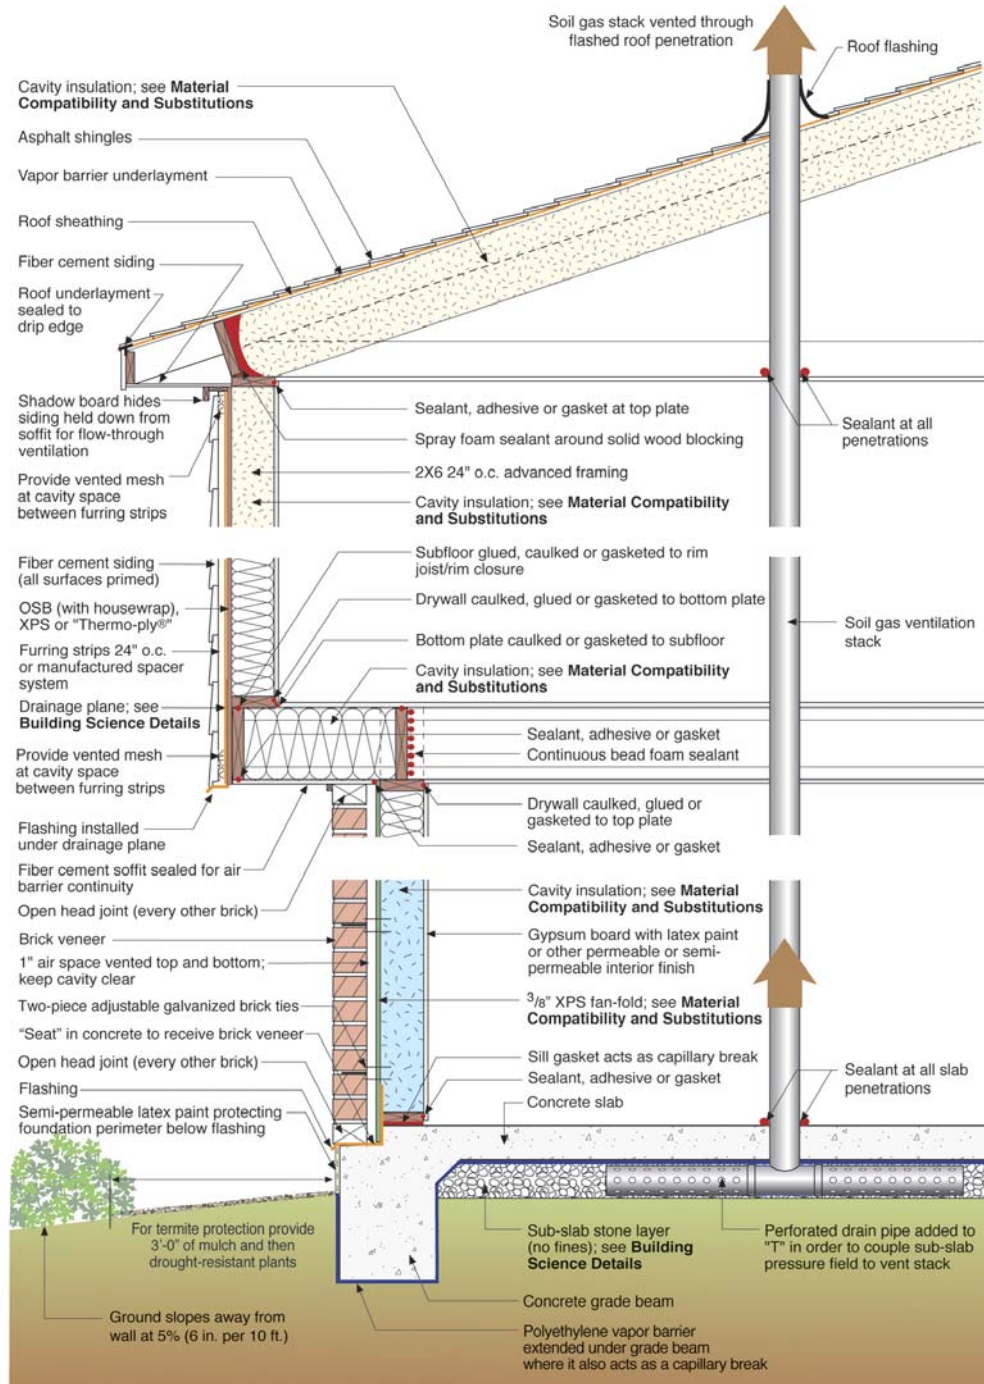 Soil gas stack vented through
flashed roof penetration
Roof flashing
Cavity insulation; see Material
Compatibility and Substitutions
Asphalt shingles
Vapor barrier underlayment
Roof sheathing
Fiber cement siding
Roof underlayment
sealed to
drip edge
Shadow board hides
siding held down from
soffit for flow-through
ventilation
Provide vented mesh
at cavity space
between furring strips
Sealant, adhesive or gasket at top plate
Spray foam sealant around solid wood blocking
2X6 24" o.c. advanced framing
Cavity insulation; see Material Compatibility
and Substitutions
Sealant at all
penetrations
Fiber cement siding
(all surfaces primed)
OSB (with housewrap),
XPS or "Thermo-ply®"
Furring strips 24" o.c.
or manufactured spacer
system
Drainage plane; see
Building Science Details
Provide vented mesh
at cavity space
between furring strips
Flashing installed
under drainage plane
Fiber cement soffit sealed for air
barrier continuity
Open head joint (every other brick)
Subfloor glued, caulked or gasketed to rim
joist/rim closure
Drywall caulked, glued or gasketed to bottom plate
Bottom plate caulked or gasketed to subfloor
Cavity insulation; see Material Compatibility
and Substitutions
Sealant, adhesive or gasket
Continuous bead foam sealant
Drywall caulked, glued or
gasketed to top plate
Sealant, adhesive or gasket
Soil gas ventilation
stack
Brick veneer
1" air space vented top and bottom;
keep cavity clear
Two-piece adjustable galvanized brick ties
“Seat” in concrete to receive brick veneer
Open head joint (every other brick)
Flashing
Semi-permeable latex paint protecting
foundation perimeter below flashing
Cavity insulation; see Material
Compatibility and Substitutions
Gypsum board with latex paint
or other permeable or semi-
permeable interior finish
3/8" XPS fan-fold; see Material
Compatibility and Substitutions
Sill gasket acts as capillary break
Sealant, adhesive or gasket
Concrete slab
Sealant at all slab
penetrations
For termite protection provide
3'-0" of mulch and then
drought-resistant plants
Ground slopes away from
wall at 5% (6 in. per 10 ft.)
Sub-slab stone layer
(no fines); see Building
Science Details
Perforated drain pipe added to
"T" in order to couple sub-slab
pressure field to vent stack
Concrete grade beam
Polyethylene vapor barrier
extended under grade beam
where it also acts as a capillary break